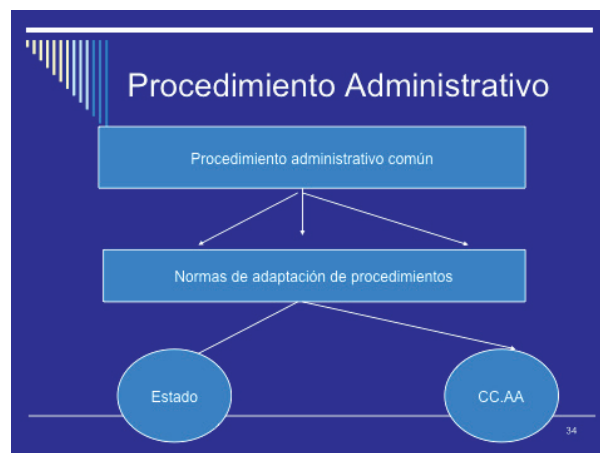 Procedimiento Administrativo
Procedimiento administrativo común
Normas de adaptación de procedimientos
Estado
CC.AA
34